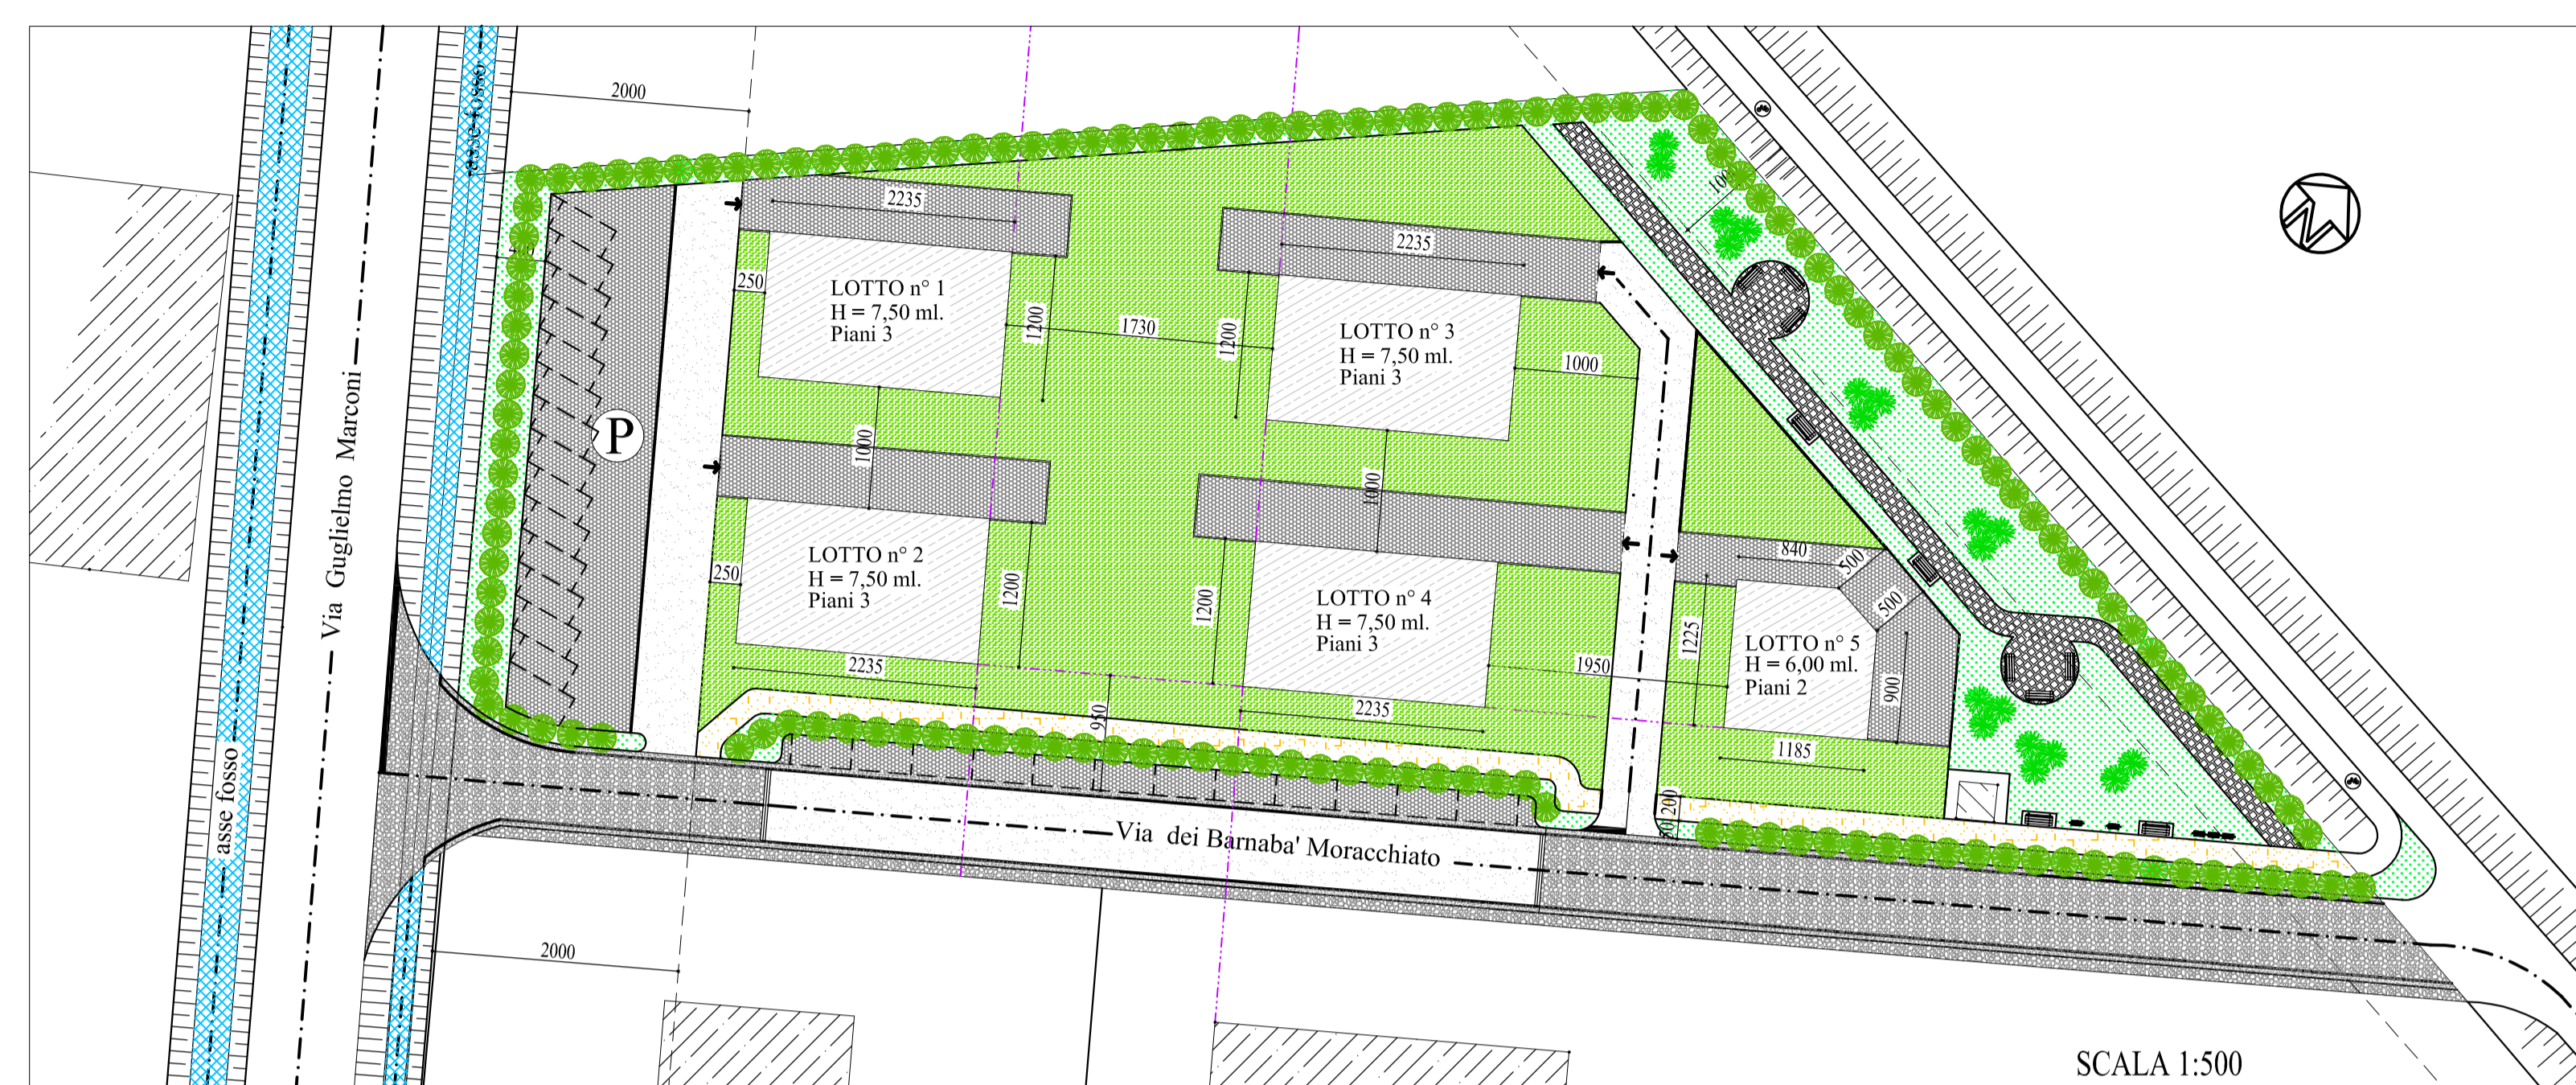 2000
asse fosso
2235
2235
250
LOTTO n° 1
H = 7,50 ml.
Piani 3
1200
1730
1200
LOTTO n° 3
H = 7,50 ml.
Piani 3
1000
P
Via Guglielmo Marconi
1000
1000
840
500
500
250
LOTTO n° 2
H = 7,50 ml.
Piani 3
1200
1200
LOTTO n° 4
H = 7,50 ml.
Piani 3
1225
LOTTO n° 5
H = 6,00 ml.
Piani 2
900
2235
1950
950
2235
1185
200
asse fosso
Via dei Barnaba' Moracchiato
2000
SCALA 1:500